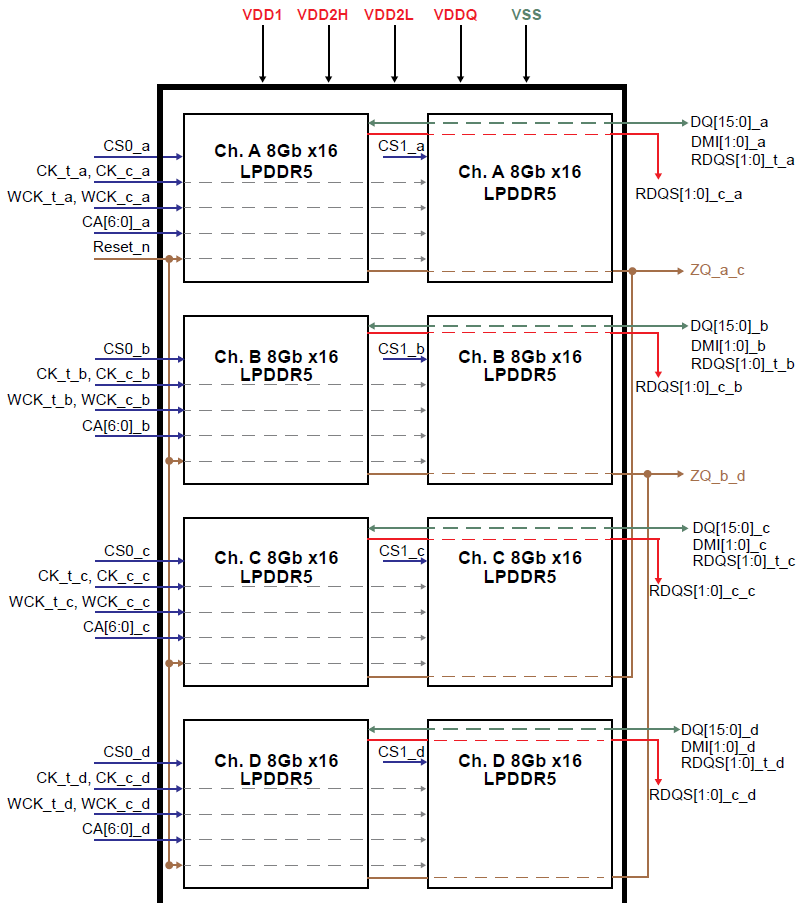 VDD1 VDD2H VDD2L VDDQ VSS
CS0_a
CK_t_a, CK_c_a
WCK_t_a, WCK_c_a
CA[6:0]_a
Reset_n
Ch. A 8Gb x16
LPDDR5
CS1_a
Ch. A 8Gb x16
LPDDR5
DQ[15:0]_a
DMI[1:0]_a
RDQS[1:0]_t_a
RDQS[1:0]_c_a
ZQ_a_c
CS0_b
CK_t_b, CK_c_b
WCK_t_b, WCK_c_b
CA[6:0]_b
Ch. B 8Gb x16
LPDDR5
CS1_b
Ch. B 8Gb x16
LPDDR5
DQ[15:0]_b
DMI[1:0]_b
RDQS[1:0]_t_b
RDQS[1:0]_c_b
ZQ_b_d
CS0_c
CK_t_c, CK_c_c
WCK_t_c, WCK_c_c
CA[6:0]_c
Ch. C 8Gb x16
LPDDR5
CS1_c
Ch. C 8Gb x16
LPDDR5
DQ[15:0]_c
DMI[1:0]_c
RDQS[1:0]_t_c
RDQS[1:0]_c_c
CS0_d
CK_t_d, CK_c_d
WCK_t_d, WCK_c_d
CA[6:0]_d
Ch. D 8Gb x16
LPDDR5
CS1_d
Ch. D 8Gb x16
LPDDR5
DQ[15:0]_d
DMI[1:0]_d
RDQS[1:0]_t_d
RDQS[1:0]_c_d